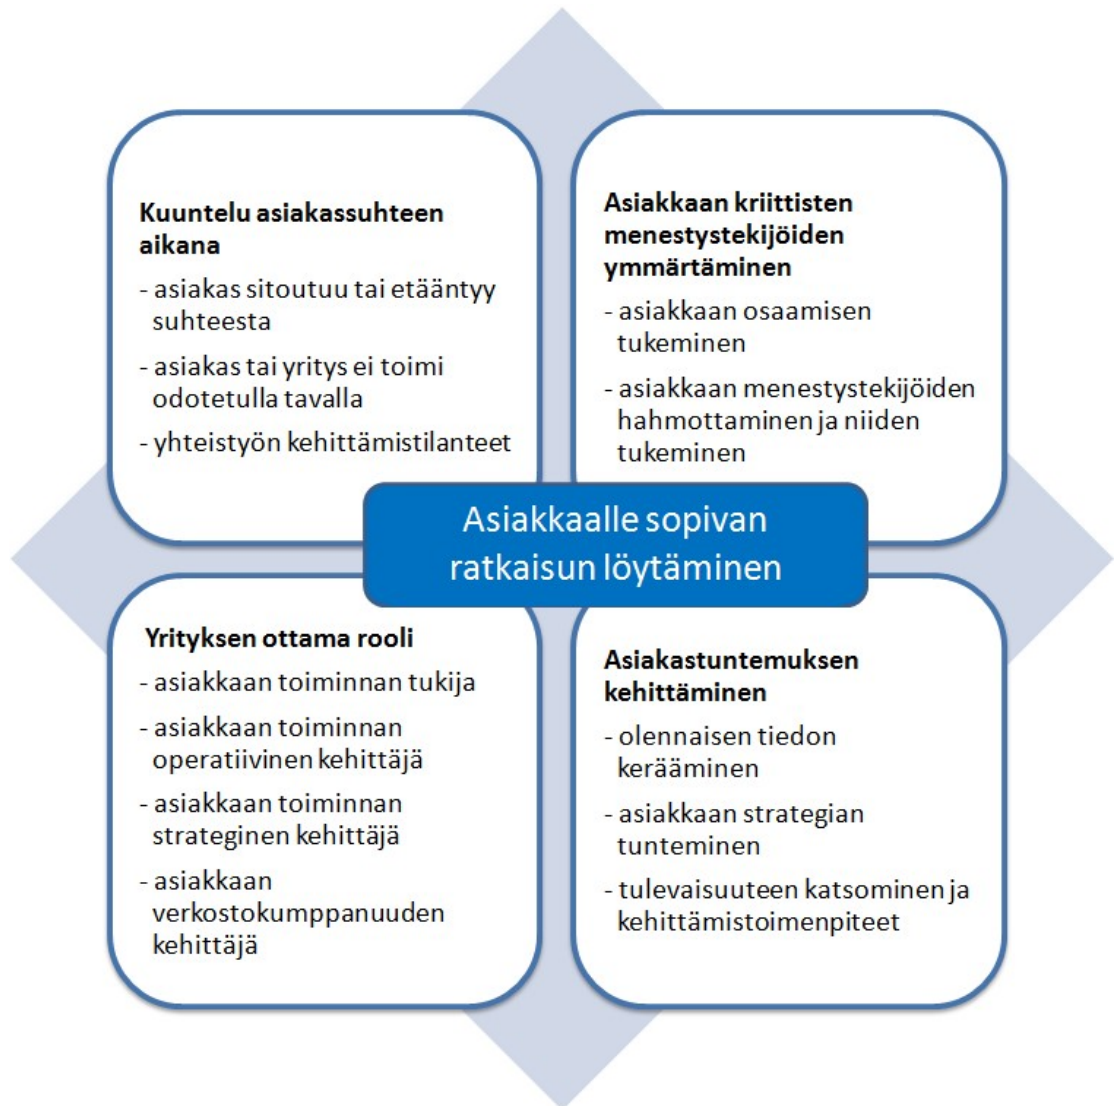 Kuuntelu asiakassuhteen
aikana
- asiakas sitoutuu tai etääntyy
suhteesta
- asiakas tai yritys ei toimi
odotetulla tavalla
- yhteistyön kehittämistilanteet
Asiakkaan kriittisten
menestystekijöiden
ymmärtäminen
- asiakkaan osaamisen
tukeminen
- asiakkaan menestystekijöiden
hahmottaminen ja niiden
tukeminen
Asiakkaalle sopivan
ratkaisun löytäminen
Yrityksen ottama rooli
- asiakkaan toiminnan tukija
- asiakkaan toiminnan
operatiivinen kehittäjä
- asiakkaan toiminnan
strateginen kehittäjä
- asiakkaan
verkostokumppanuuden
kehittäjä
Asiakastuntemuksen
kehittäminen
- olennaisen tiedon
kerääminen
- asiakkaan strategian
tunteminen
- tulevaisuuteen katsominen ja
kehittämistoimenpiteet